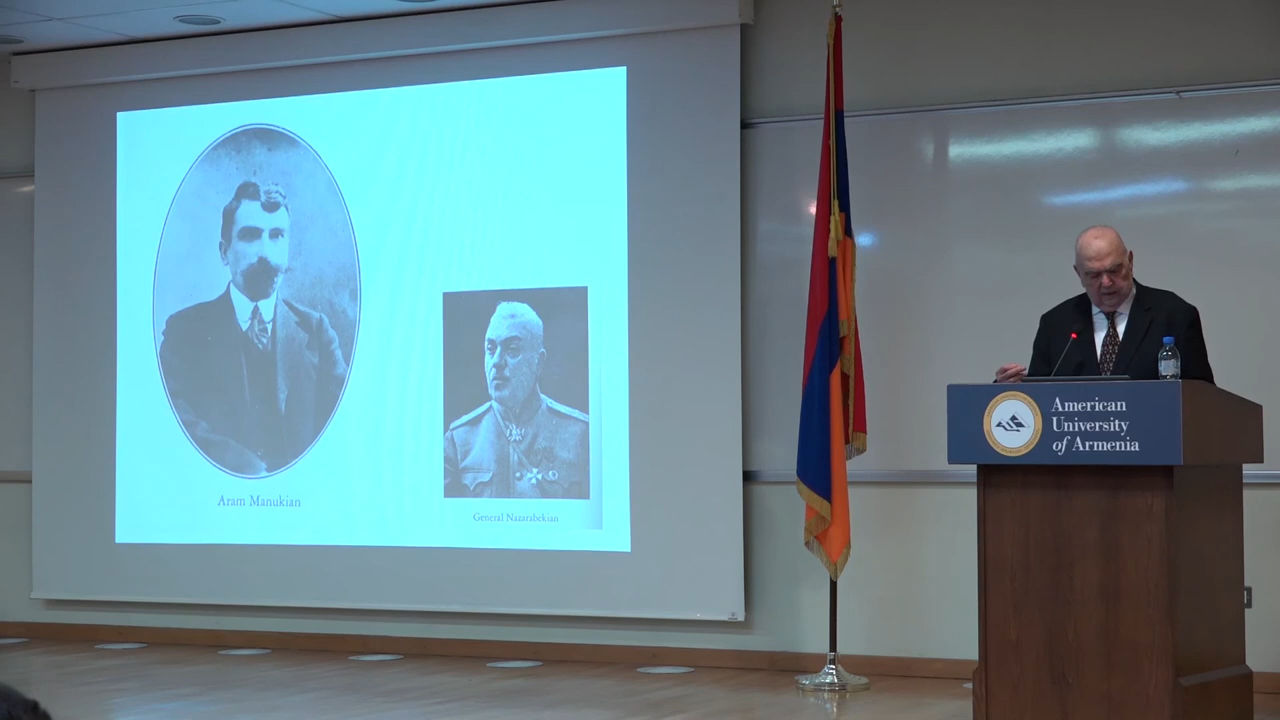 Aram Manukian
General Nazarabekian
American
University
of Armenia